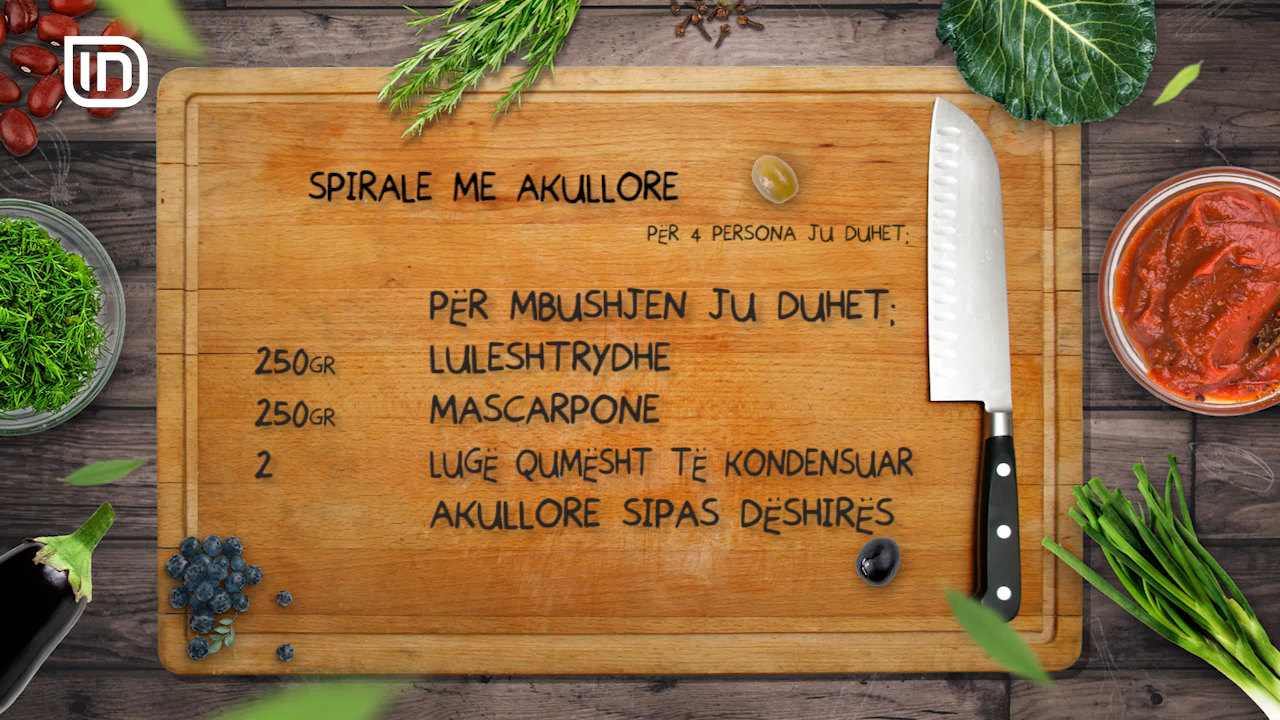 IN
SPIRALE ME AKULLORE
PËR 4 PERSONA JU DUHET:
PËR MBUSHJEN JU DUHET:
250GR LULESHTRYDHE
250GR MASCARPONE
2 LUGË QUMËSHT TË KONDENSUAR
AKULLORE SIPAS DËSHIRËS